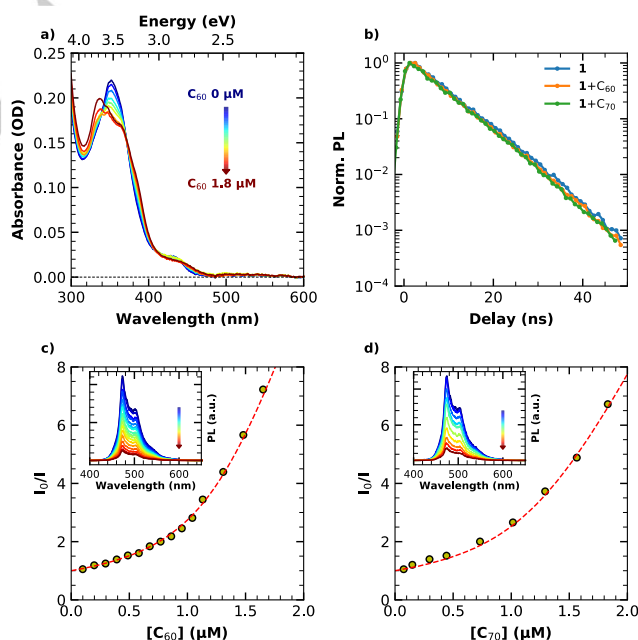 Energy (eV)
a)
4.0 3.5 3.0 2.5
Absorbance (OD)
0.20
0.15
0.10
0.05
0.00
C60 0 μM
C60 1.8 μM
300 400 500 600
Wavelength (nm)
b)
Norm. PL
10⁰
10⁻¹
10⁻²
10⁻³
10⁻⁴
1
1+C60
1+C70
0 20 40
Delay (ns)
c)
I0/I
8
6
4
2
0
PL (a.u.)
400 500 600
Wavelength (nm)
0.0 0.5 1.0 1.5 2.0
[C60] (μM)
d)
I0/I
8
6
4
2
0
PL (a.u.)
400 500 600
Wavelength (nm)
0.0 0.5 1.0 1.5 2.0
[C70] (μM)